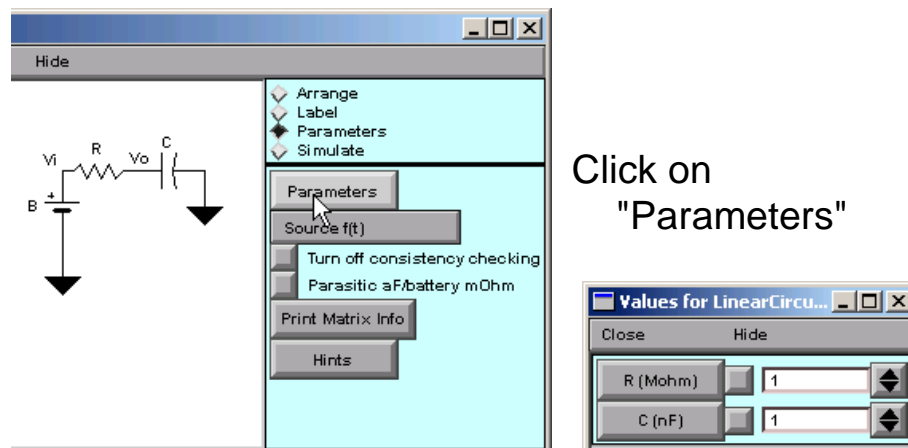 Hide
Arrange
Label
Parameters
Simulate
Vi R Vo C
B +
Parameters
Source f(t)
Turn off consistency checking
Parasitic aF/battery mOhm
Print Matrix Info
Hints
Click on
"Parameters"
Values for LinearCircu...
Close Hide
R (Mohm) 1
C (nF) 1